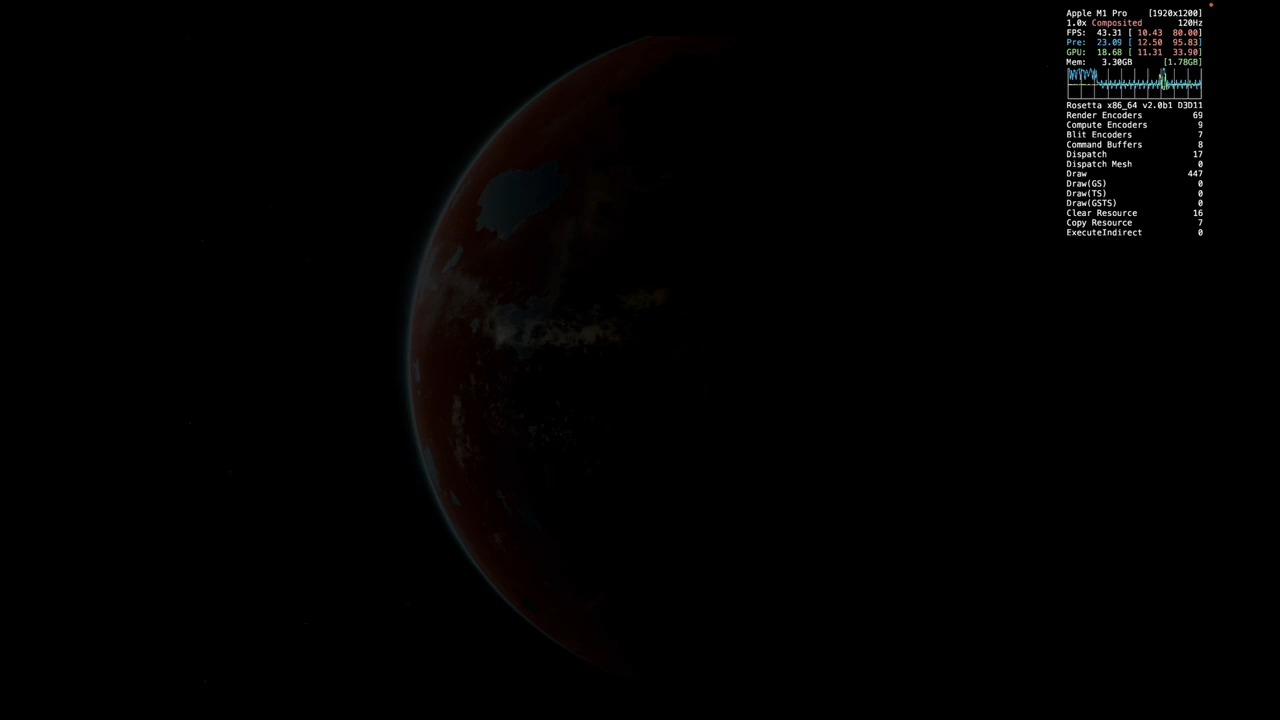 Apple M1 Pro [1920x1200]
1.0x Composited 120Hz
FPS: 43.31 [ 10.43 80.00]
Pre: 23.09 [ 12.50 95.83]
GPU: 18.68 [ 11.31 33.90]
Mem: 3.30GB [1.78GB]
Rosetta x86_64 v2.0b1 D3D11
Render Encoders 69
Compute Encoders 9
Blit Encoders 7
Command Buffers 8
Dispatch 17
Dispatch Mesh 0
Draw 447
Draw(GS) 0
Draw(TS) 0
Draw(GSTS) 0
Clear Resource 16
Copy Resource 7
ExecuteIndirect 0